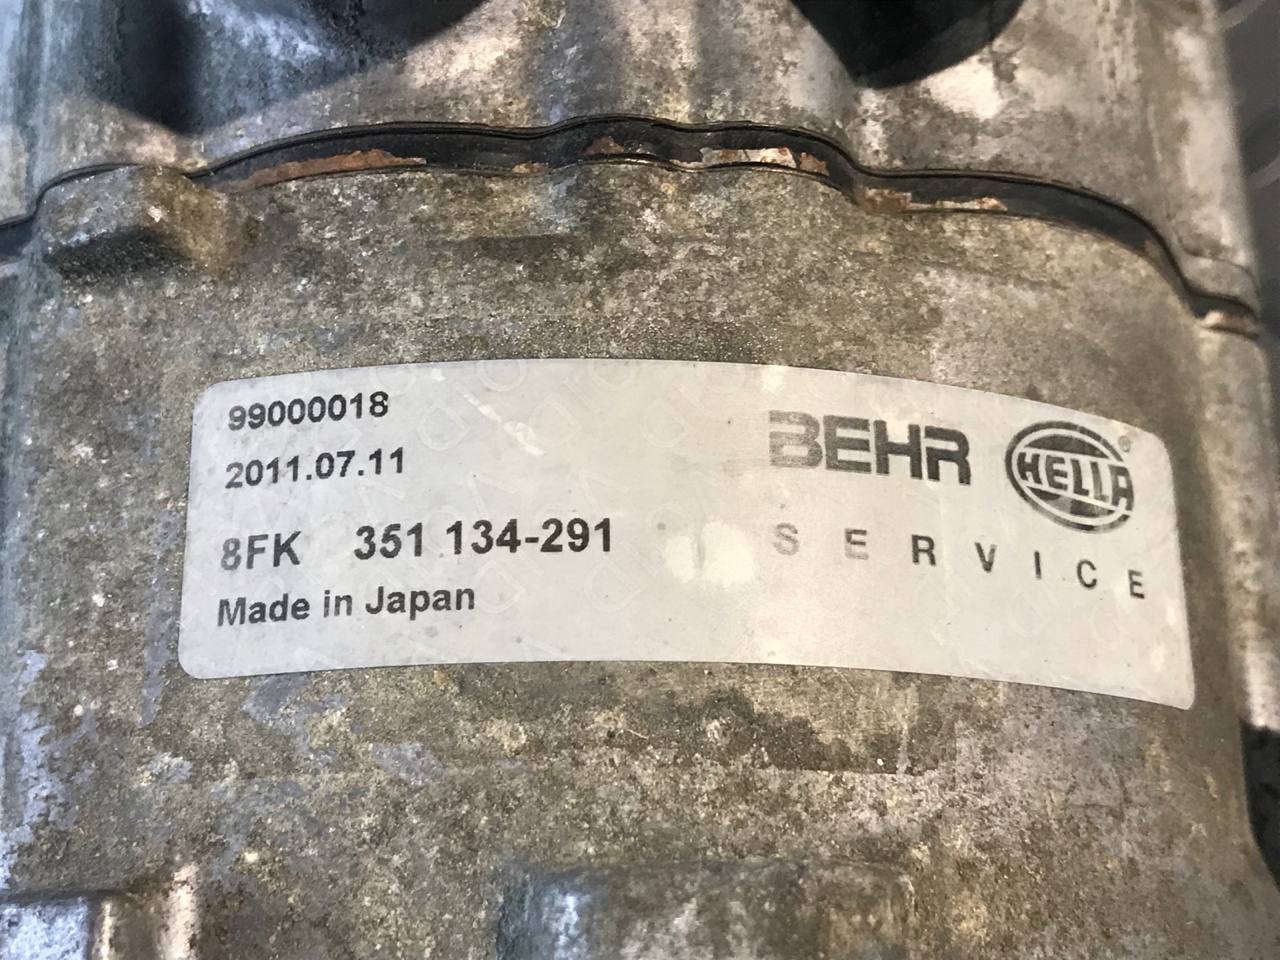 99000018
2011.07.11
8FK 351 134-291
Made in Japan
BEHR HELLA®
SERVICE